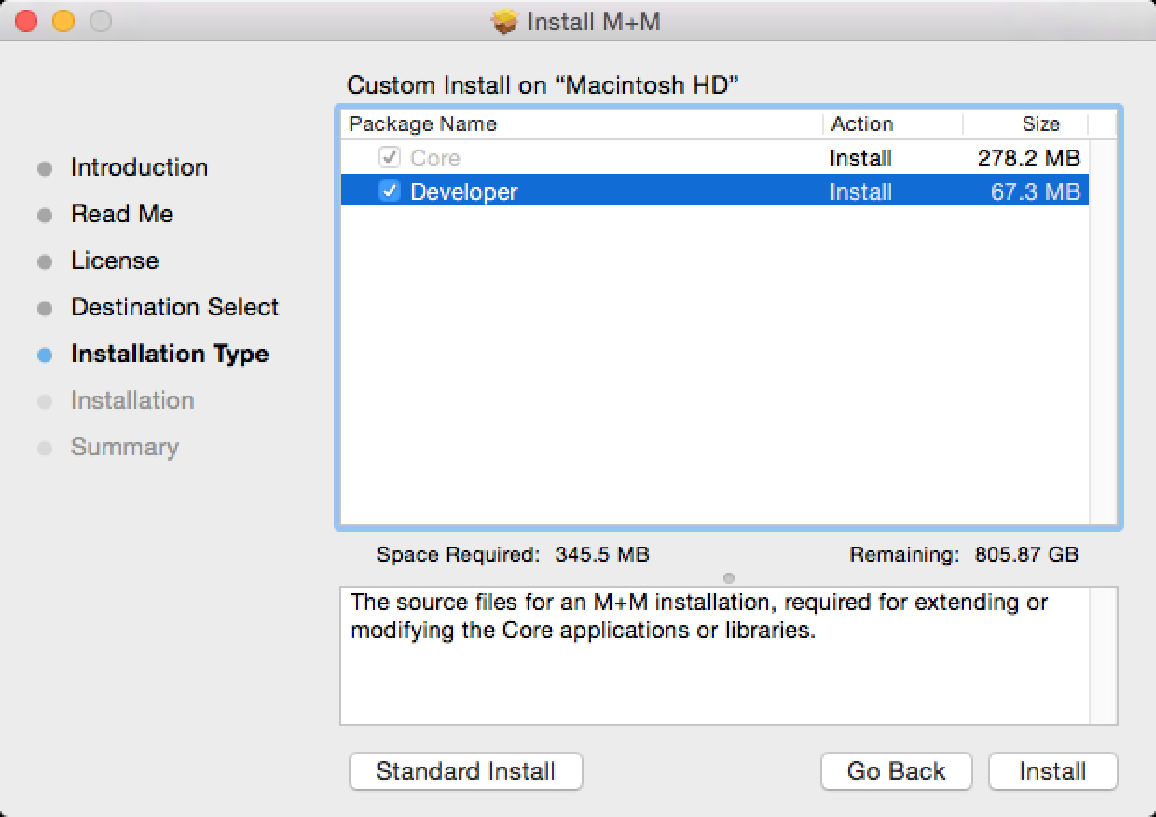 Install M+M
Introduction
Read Me
License
Destination Select
Installation Type
Installation
Summary
Custom Install on “Macintosh HD”
Package Name Action Size
Core Install 278.2 MB
Developer Install 67.3 MB
Space Required: 345.5 MB Remaining: 805.87 GB
The source files for an M+M installation, required for extending or
modifying the Core applications or libraries.
Standard Install Go Back Install